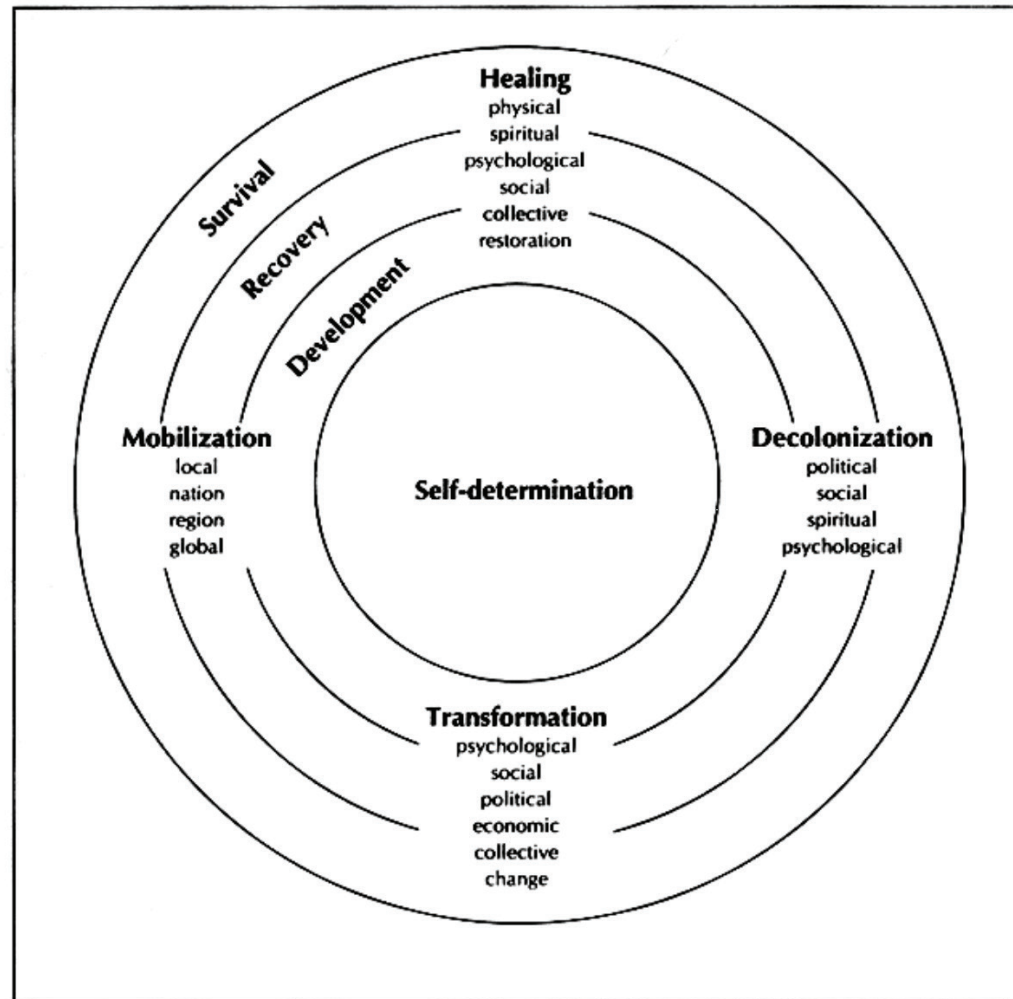 Healing
physical
spiritual
psychological
social
collective
restoration
Survival
Recovery
Development
Mobilization
local
nation
region
global
Self-determination
Decolonization
political
social
spiritual
psychological
Transformation
psychological
social
political
economic
collective
change